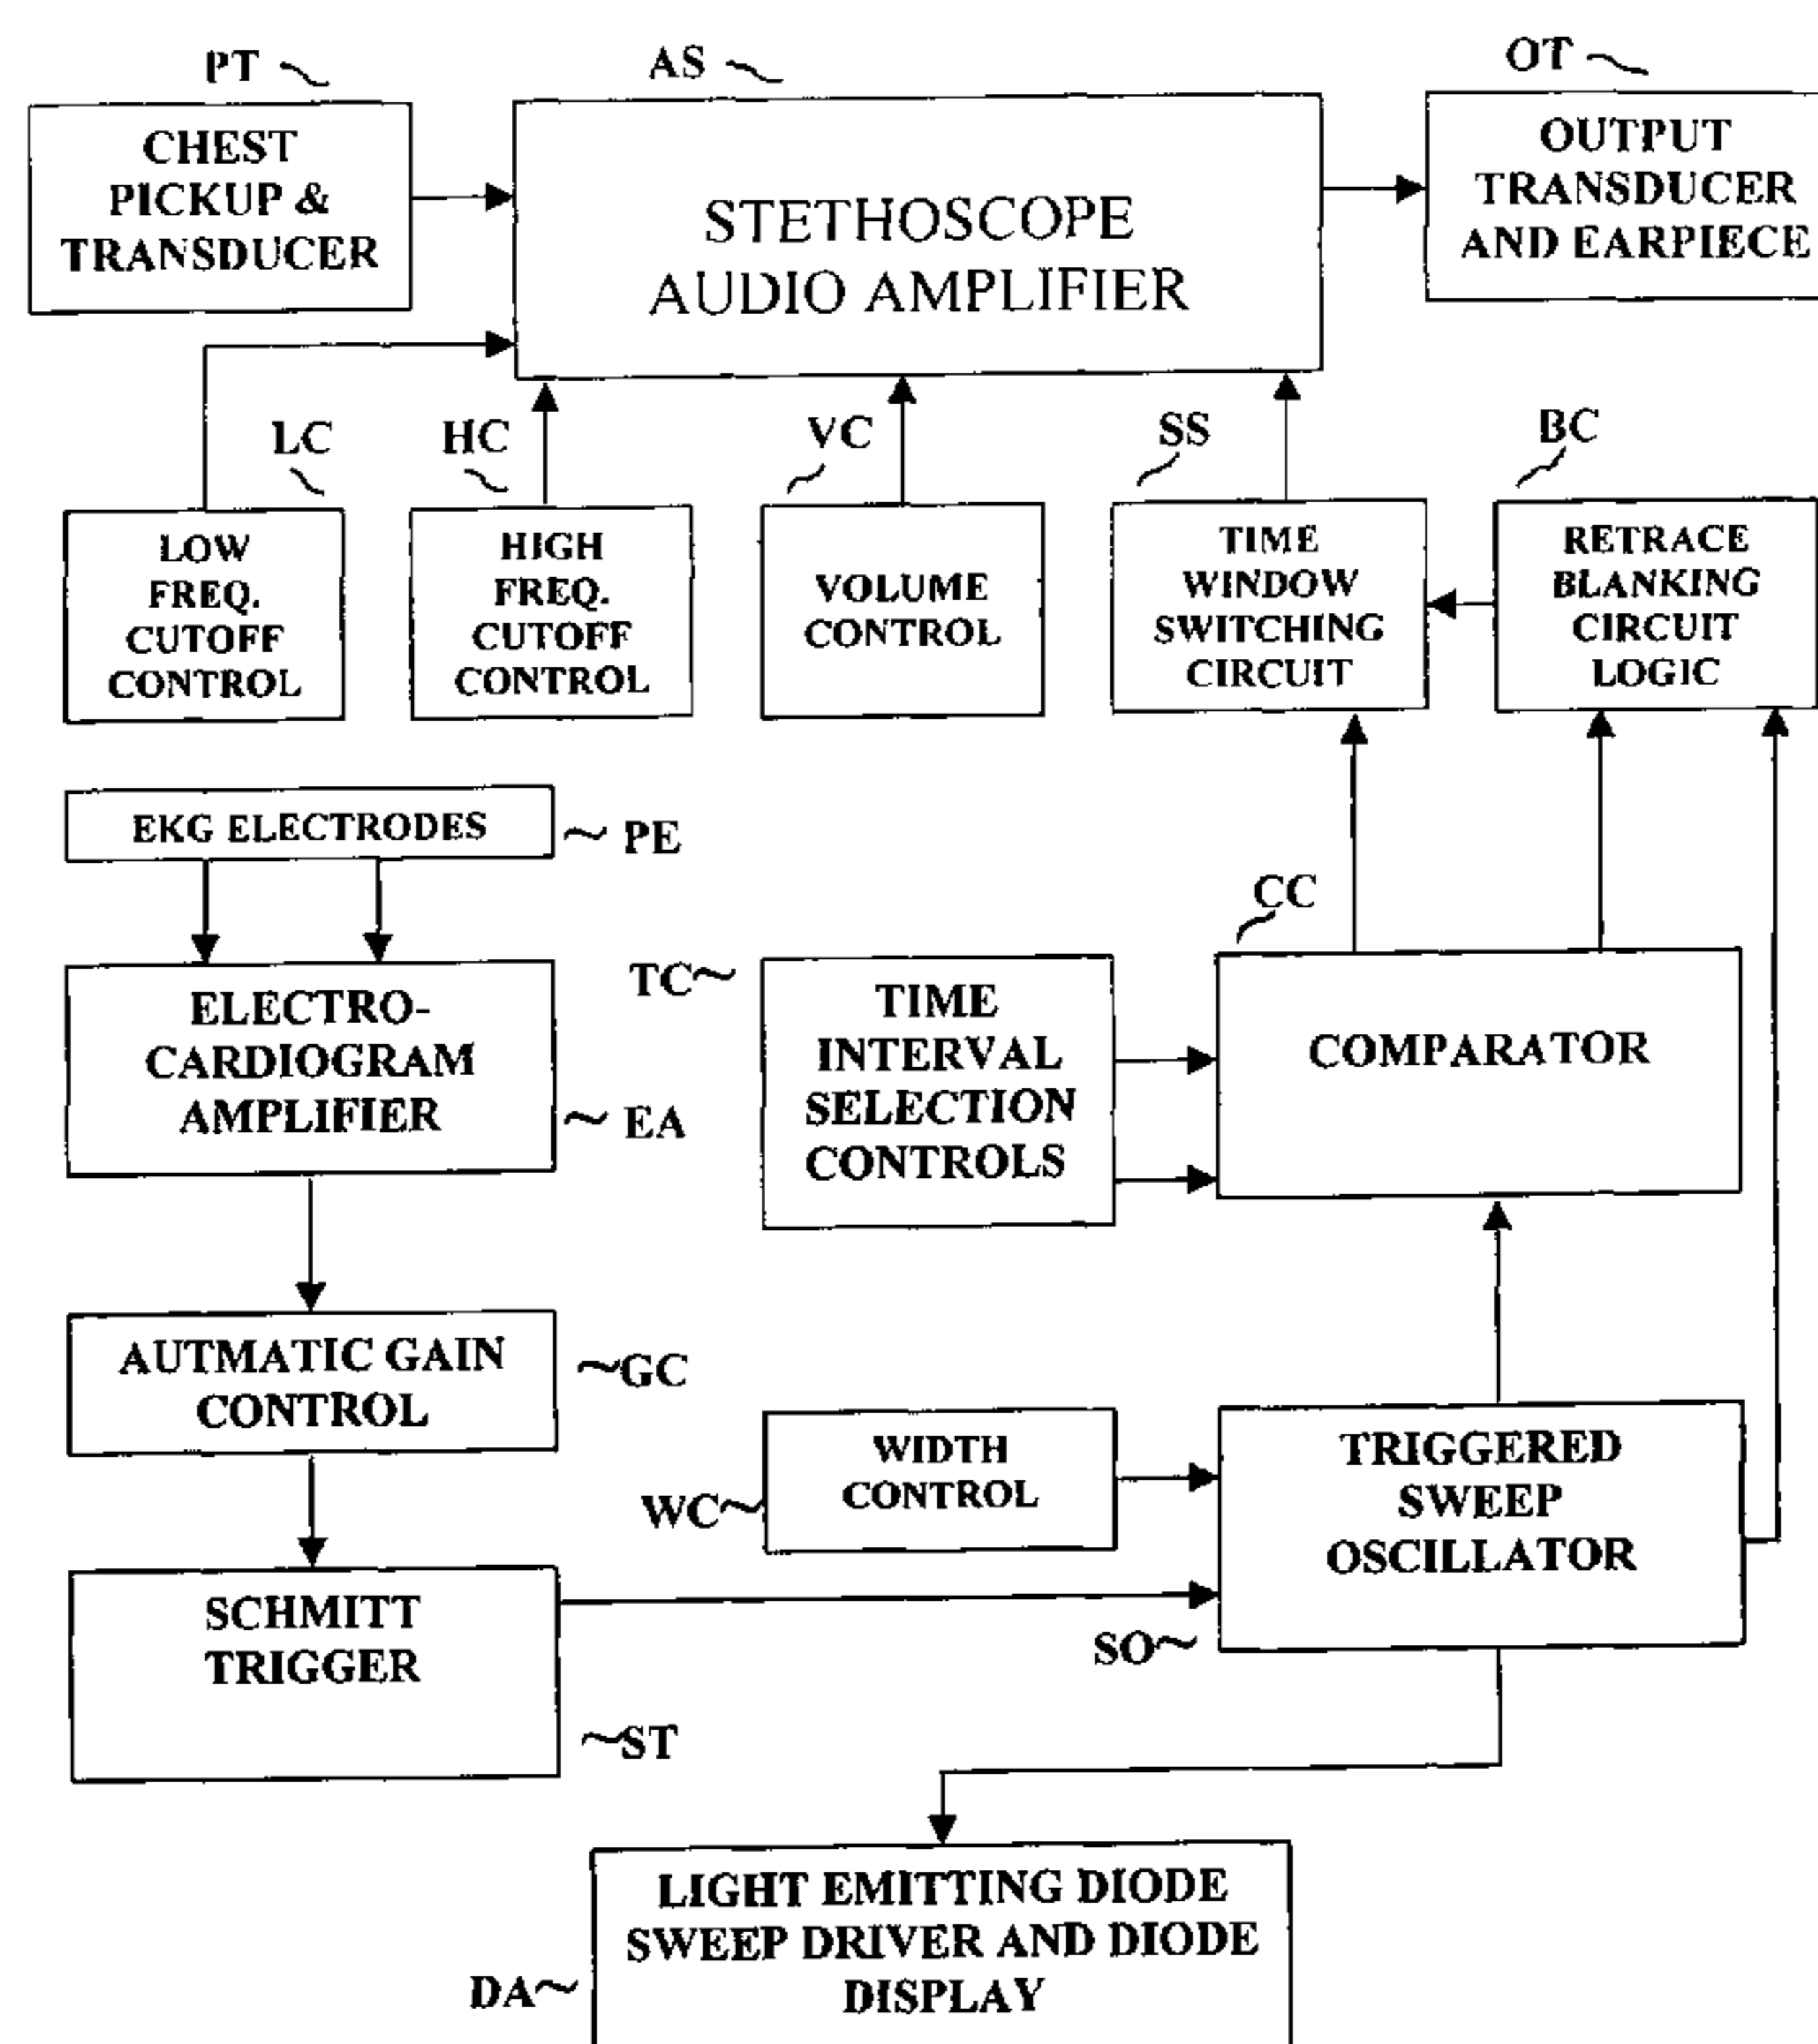 PT
AS
OT
CHEST
PICKUP &
TRANSDUCER
STETHOSCOPE
AUDIO AMPLIFIER
OUTPUT
TRANSDUCER
AND EARPIECE
LC
HC
VC
SS
BC
LOW
FREQ.
CUTOFF
CONTROL
HIGH
FREQ.
CUTOFF
CONTROL
VOLUME
CONTROL
TIME
WINDOW
SWITCHING
CIRCUIT
RETRACE
BLANKING
CIRCUIT
LOGIC
EKG ELECTRODES
PE
ELECTRO-
CARDIOGRAM
AMPLIFIER
EA
TC
TIME
INTERVAL
SELECTION
CONTROLS
CC
COMPARATOR
AUTMATIC GAIN
CONTROL
GC
WC
WIDTH
CONTROL
TRIGGERED
SWEEP
OSCILLATOR
SO
SCHMITT
TRIGGER
ST
LIGHT EMITTING DIODE
SWEEP DRIVER AND DIODE
DISPLAY
DA